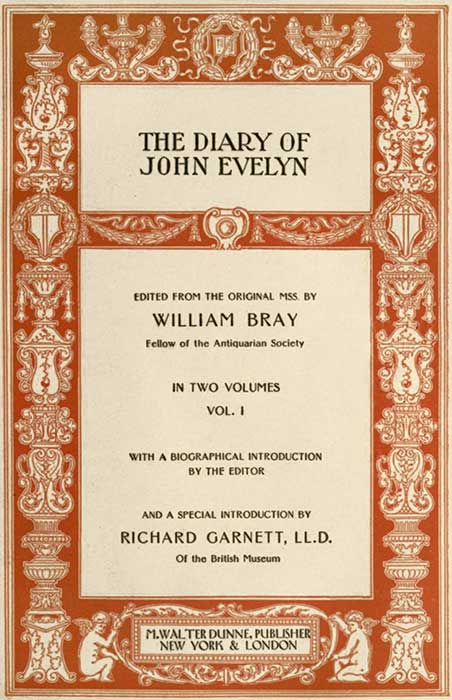 THE DIARY OF
JOHN EVELYN
EDITED FROM THE ORIGINAL MSS. BY
WILLIAM BRAY
Fellow of the Antiquarian Society
IN TWO VOLUMES
VOL. I
WITH A BIOGRAPHICAL INTRODUCTION
BY THE EDITOR
AND A SPECIAL INTRODUCTION BY
RICHARD GARNETT, LL.D.
Of the British Museum
M. WALTER DUNNE, PUBLISHER
NEW YORK & LONDON